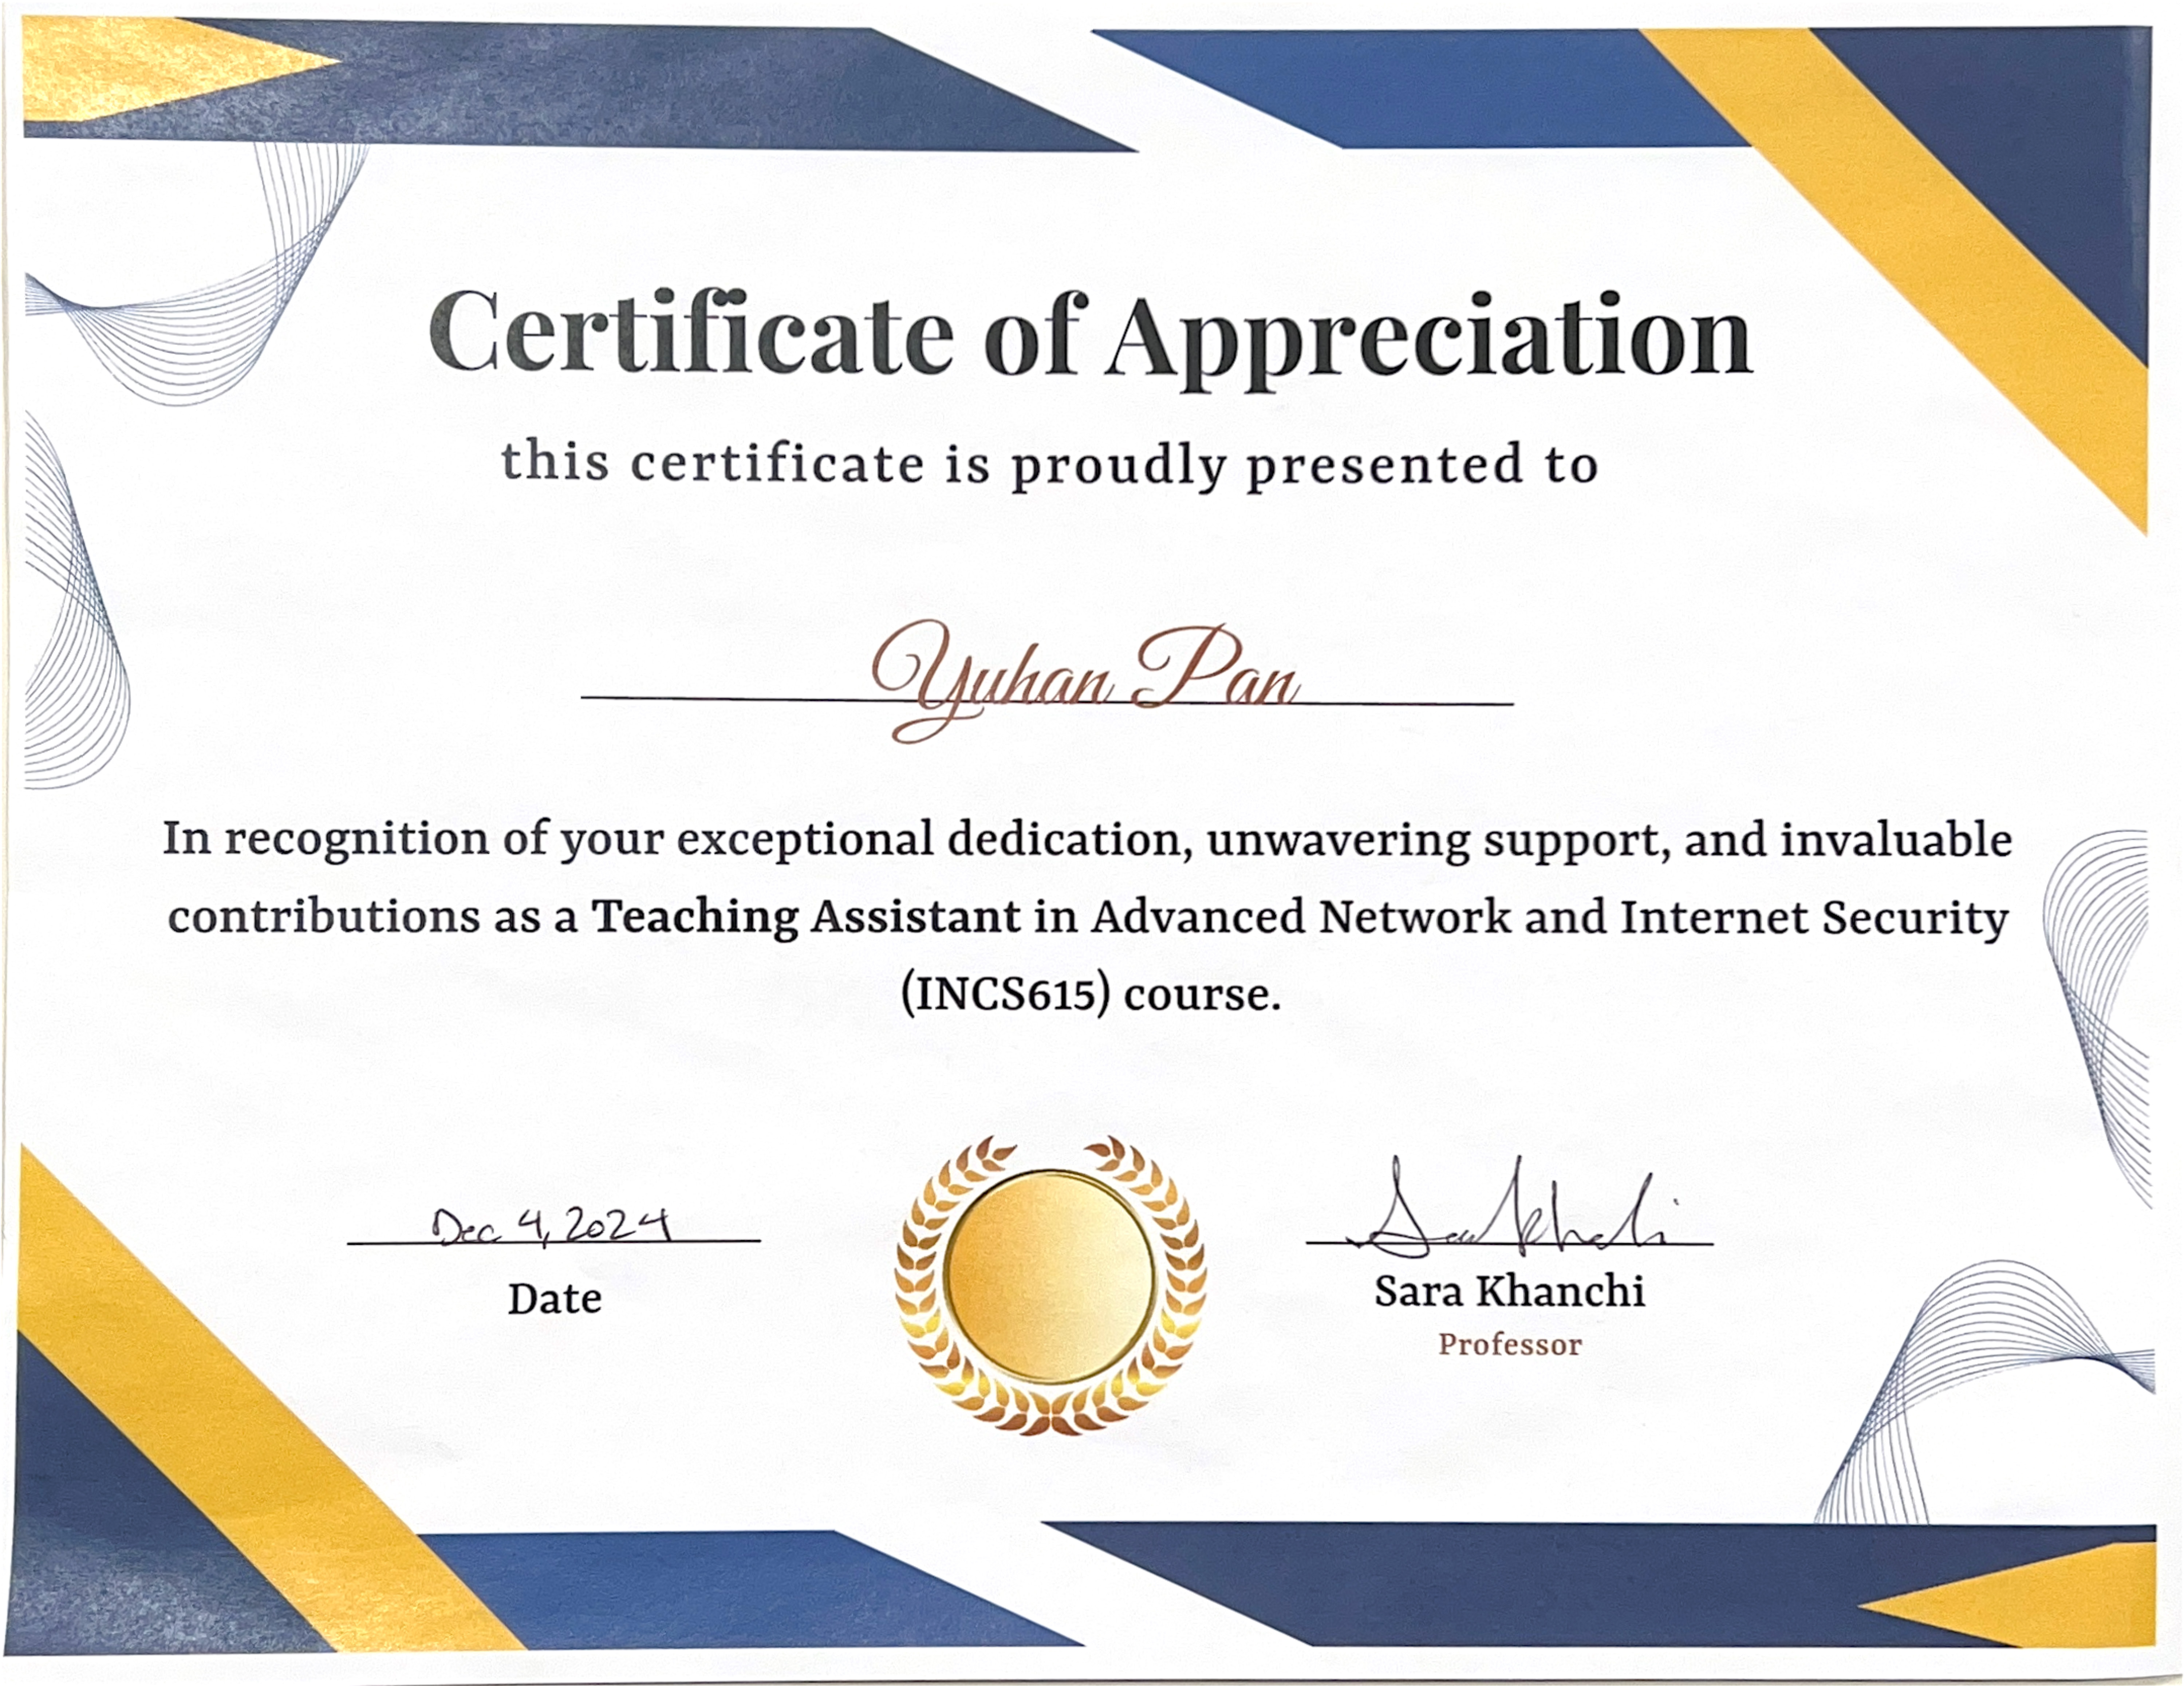 Certificate of Appreciation
this certificate is proudly presented to
Yuhan Pan
In recognition of your exceptional dedication, unwavering support, and invaluable
contributions as a Teaching Assistant in Advanced Network and Internet Security
(INCS615) course.
Dec 4, 2024
Date
Sara Khanchi
Professor